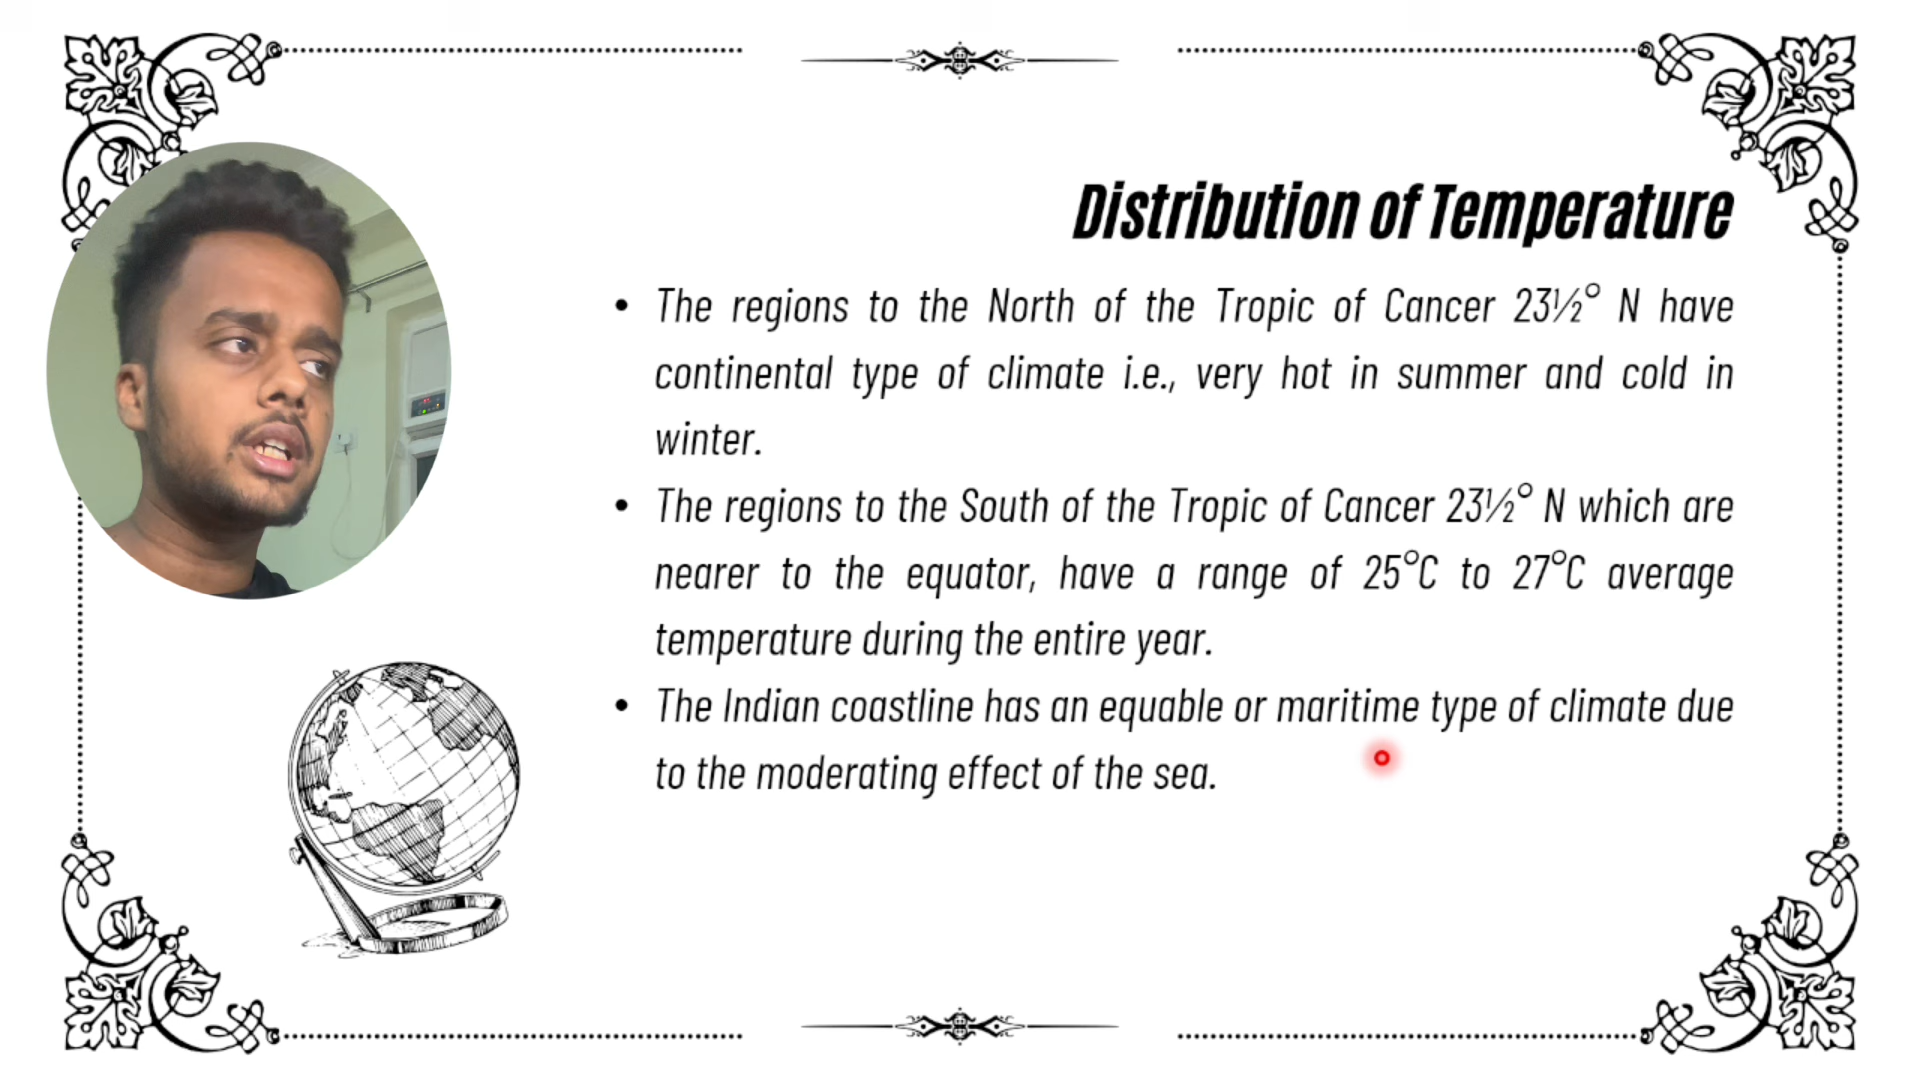 Distribution of Temperature
• The regions to the North of the Tropic of Cancer 23½° N have
continental type of climate i.e., very hot in summer and cold in
winter.
• The regions to the South of the Tropic of Cancer 23½° N which are
nearer to the equator, have a range of 25°C to 27°C average
temperature during the entire year.
• The Indian coastline has an equable or maritime type of climate due
to the moderating effect of the sea.